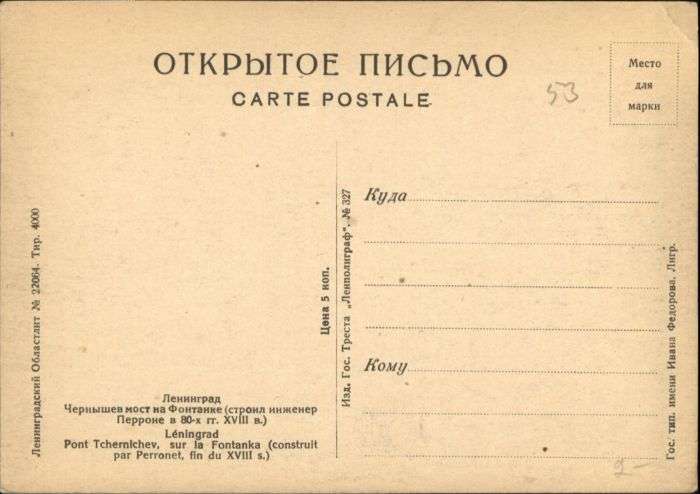 ОТКРЫТОЕ ПИСЬМО
CARTE POSTALE
53
Место
для
марки
Ленинградский Областлит № 22064. Тир. 4000
Цена 5 коп.
Изд. Гос. Треста „Ленполиграф“. № 327
Куда
Кому
Гос. тип. имени Ивана Федорова. Лнгр.
Ленинград
Чернышев мост на Фонтанке (строил инженер
Перроне в 80-х гг. XVIII в.)
Léningrad
Pont Tchernichev, sur la Fontanka (construit
par Perronet, fin du XVIII s.)
2-